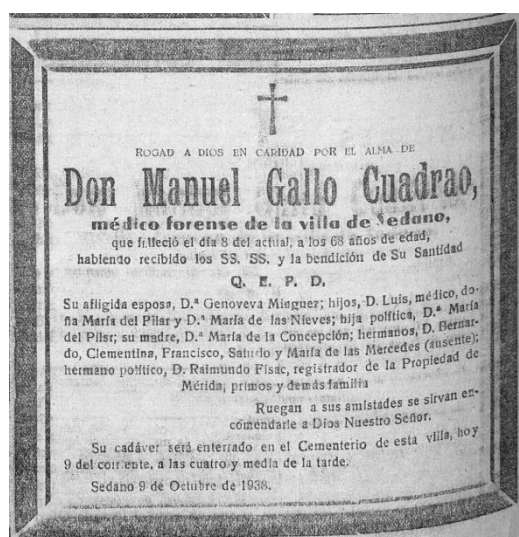 ROGAD A DIOS EN CARIDAD POR EL ALMA DE
Don Manuel Gallo Cuadrao,
médico forense de la villa de Sedano,
que falleció el día 8 del actual, a los 68 años de edad,
habiendo recibido los SS. SS. y la bendición de Su Santidad
Q. E. P. D.
Su afligida esposa, D.ª Genoveva Minguez; hijos, D. Luis, médico, do-
ña María del Pilar y D.ª María de las Nieves; hija política, D.ª María
del Pilar; su madre, D.ª María de la Concepción; hermanos, D. Bernar-
do, Clementina, Francisco, Saturio y María de las Mercedes (ausente);
hermano político, D. Raimundo Fisac, registrador de la Propiedad de
Mérida; primos y demás familia
Ruegan a sus amistades se sirvan en-
comendarle a Dios Nuestro Señor.
Su cadáver será enterrado en el Cementerio de esta villa, hoy
9 del corriente, a las cuatro y media de la tarde.
Sedano 9 de Octubre de 1938.